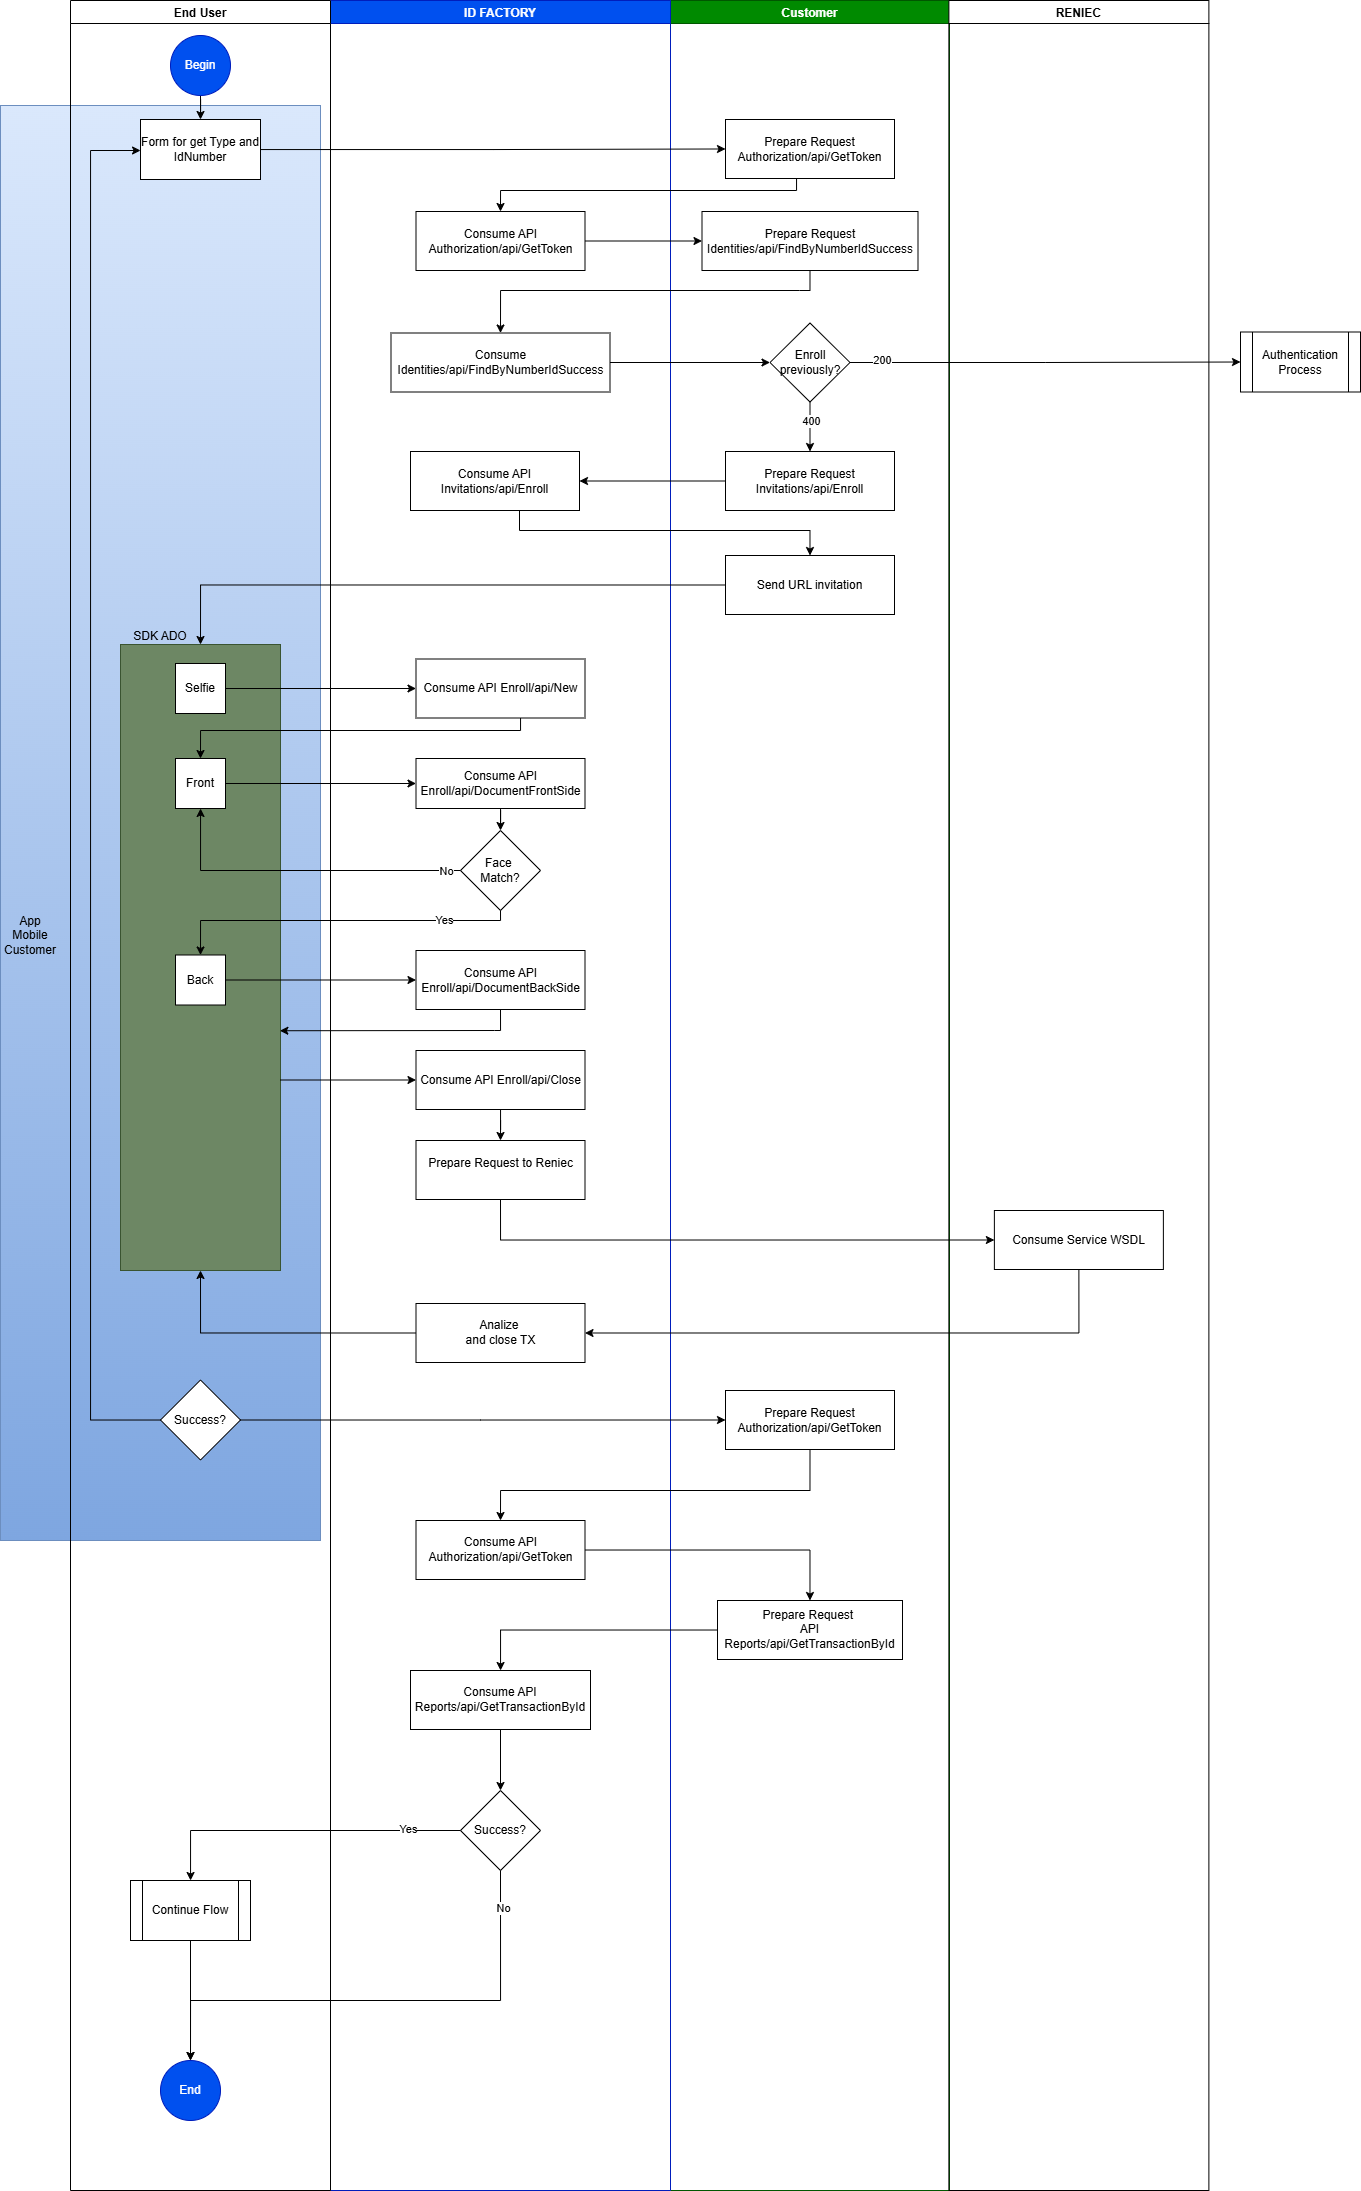 End User
ID FACTORY
Customer
RENIEC
Begin
Form for get Type and
IdNumber
Prepare Request
Authorization/api/GetToken
Consume API
Authorization/api/GetToken
Prepare Request
Identities/api/FindByNumberIdSuccess
Consume
Identities/api/FindByNumberIdSuccess
Enroll
previously?
200
Authentication
Process
400
Consume API
Invitations/api/Enroll
Prepare Request
Invitations/api/Enroll
Send URL invitation
SDK ADO
Selfie
Consume API Enroll/api/New
Front
Consume API
Enroll/api/DocumentFrontSide
Face
Match?
No
Yes
App
Mobile
Customer
Back
Consume API
Enroll/api/DocumentBackSide
Consume API Enroll/api/Close
Prepare Request to Reniec
Consume Service WSDL
Analize
and close TX
Success?
Prepare Request
Authorization/api/GetToken
Consume API
Authorization/api/GetToken
Prepare Request
API
Reports/api/GetTransactionById
Consume API
Reports/api/GetTransactionById
Success?
Yes
No
Continue Flow
End